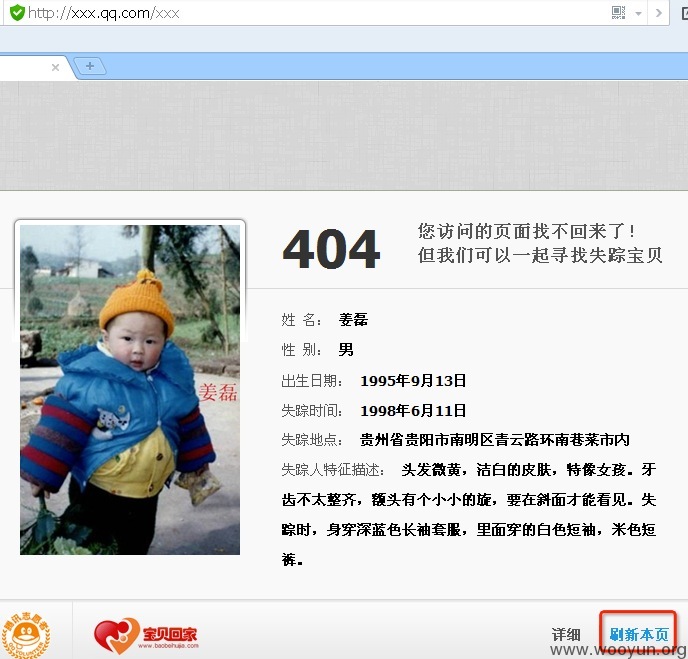 http://xxx.qq.com/xxx
404
您访问的页面找不回来了！
但我们可以一起寻找失踪宝贝
姜磊
姓 名： 姜磊
性 别： 男
出生日期： 1995年9月13日
失踪时间： 1998年6月11日
失踪地点： 贵州省贵阳市南明区青云路环南巷菜市内
失踪人特征描述： 头发微黄，洁白的皮肤，特像女孩。牙
齿不太整齐，额头有个小小的旋，要在斜面才能看见。失
踪时，身穿深蓝色长袖套服，里面穿的白色短袖，米色短
裤。
腾讯志愿者
宝贝回家
www.baobeihuijia.com
详细
刷新本页
www.wooyun.org